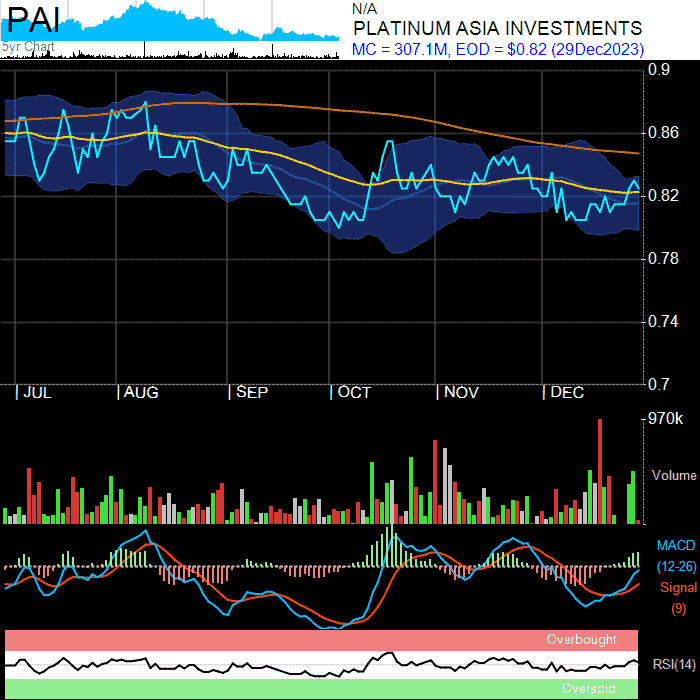 PAI
5yr Chart
N/A
PLATINUM ASIA INVESTMENTS
MC = 307.1M, EOD = $0.82 (29Dec2023)
0.9
0.86
0.82
0.78
0.74
0.7
JUL AUG SEP OCT NOV DEC
970k
Volume
MACD
(12-26)
Signal
(9)
Overbought
RSI(14)
Oversold